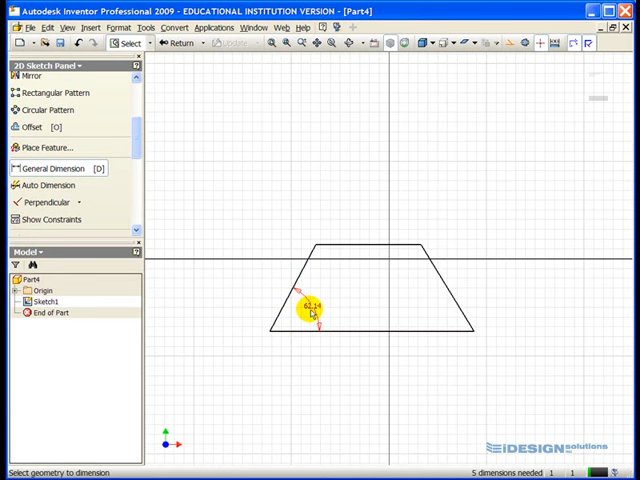 Autodesk Inventor Professional 2009 - EDUCATIONAL INSTITUTION VERSION - [Part4]
File Edit View Insert Format Tools Convert Applications Window Web Help
Select Return Update
2D Sketch Panel
Mirror
Rectangular Pattern
Circular Pattern
Offset [O]
Place Feature...
General Dimension [D]
Auto Dimension
Perpendicular
Show Constraints
Model
Part4
Origin
Sketch1
End of Part
62.14
iDESIGN solutions
Select geometry to dimension 5 dimensions needed 1 1